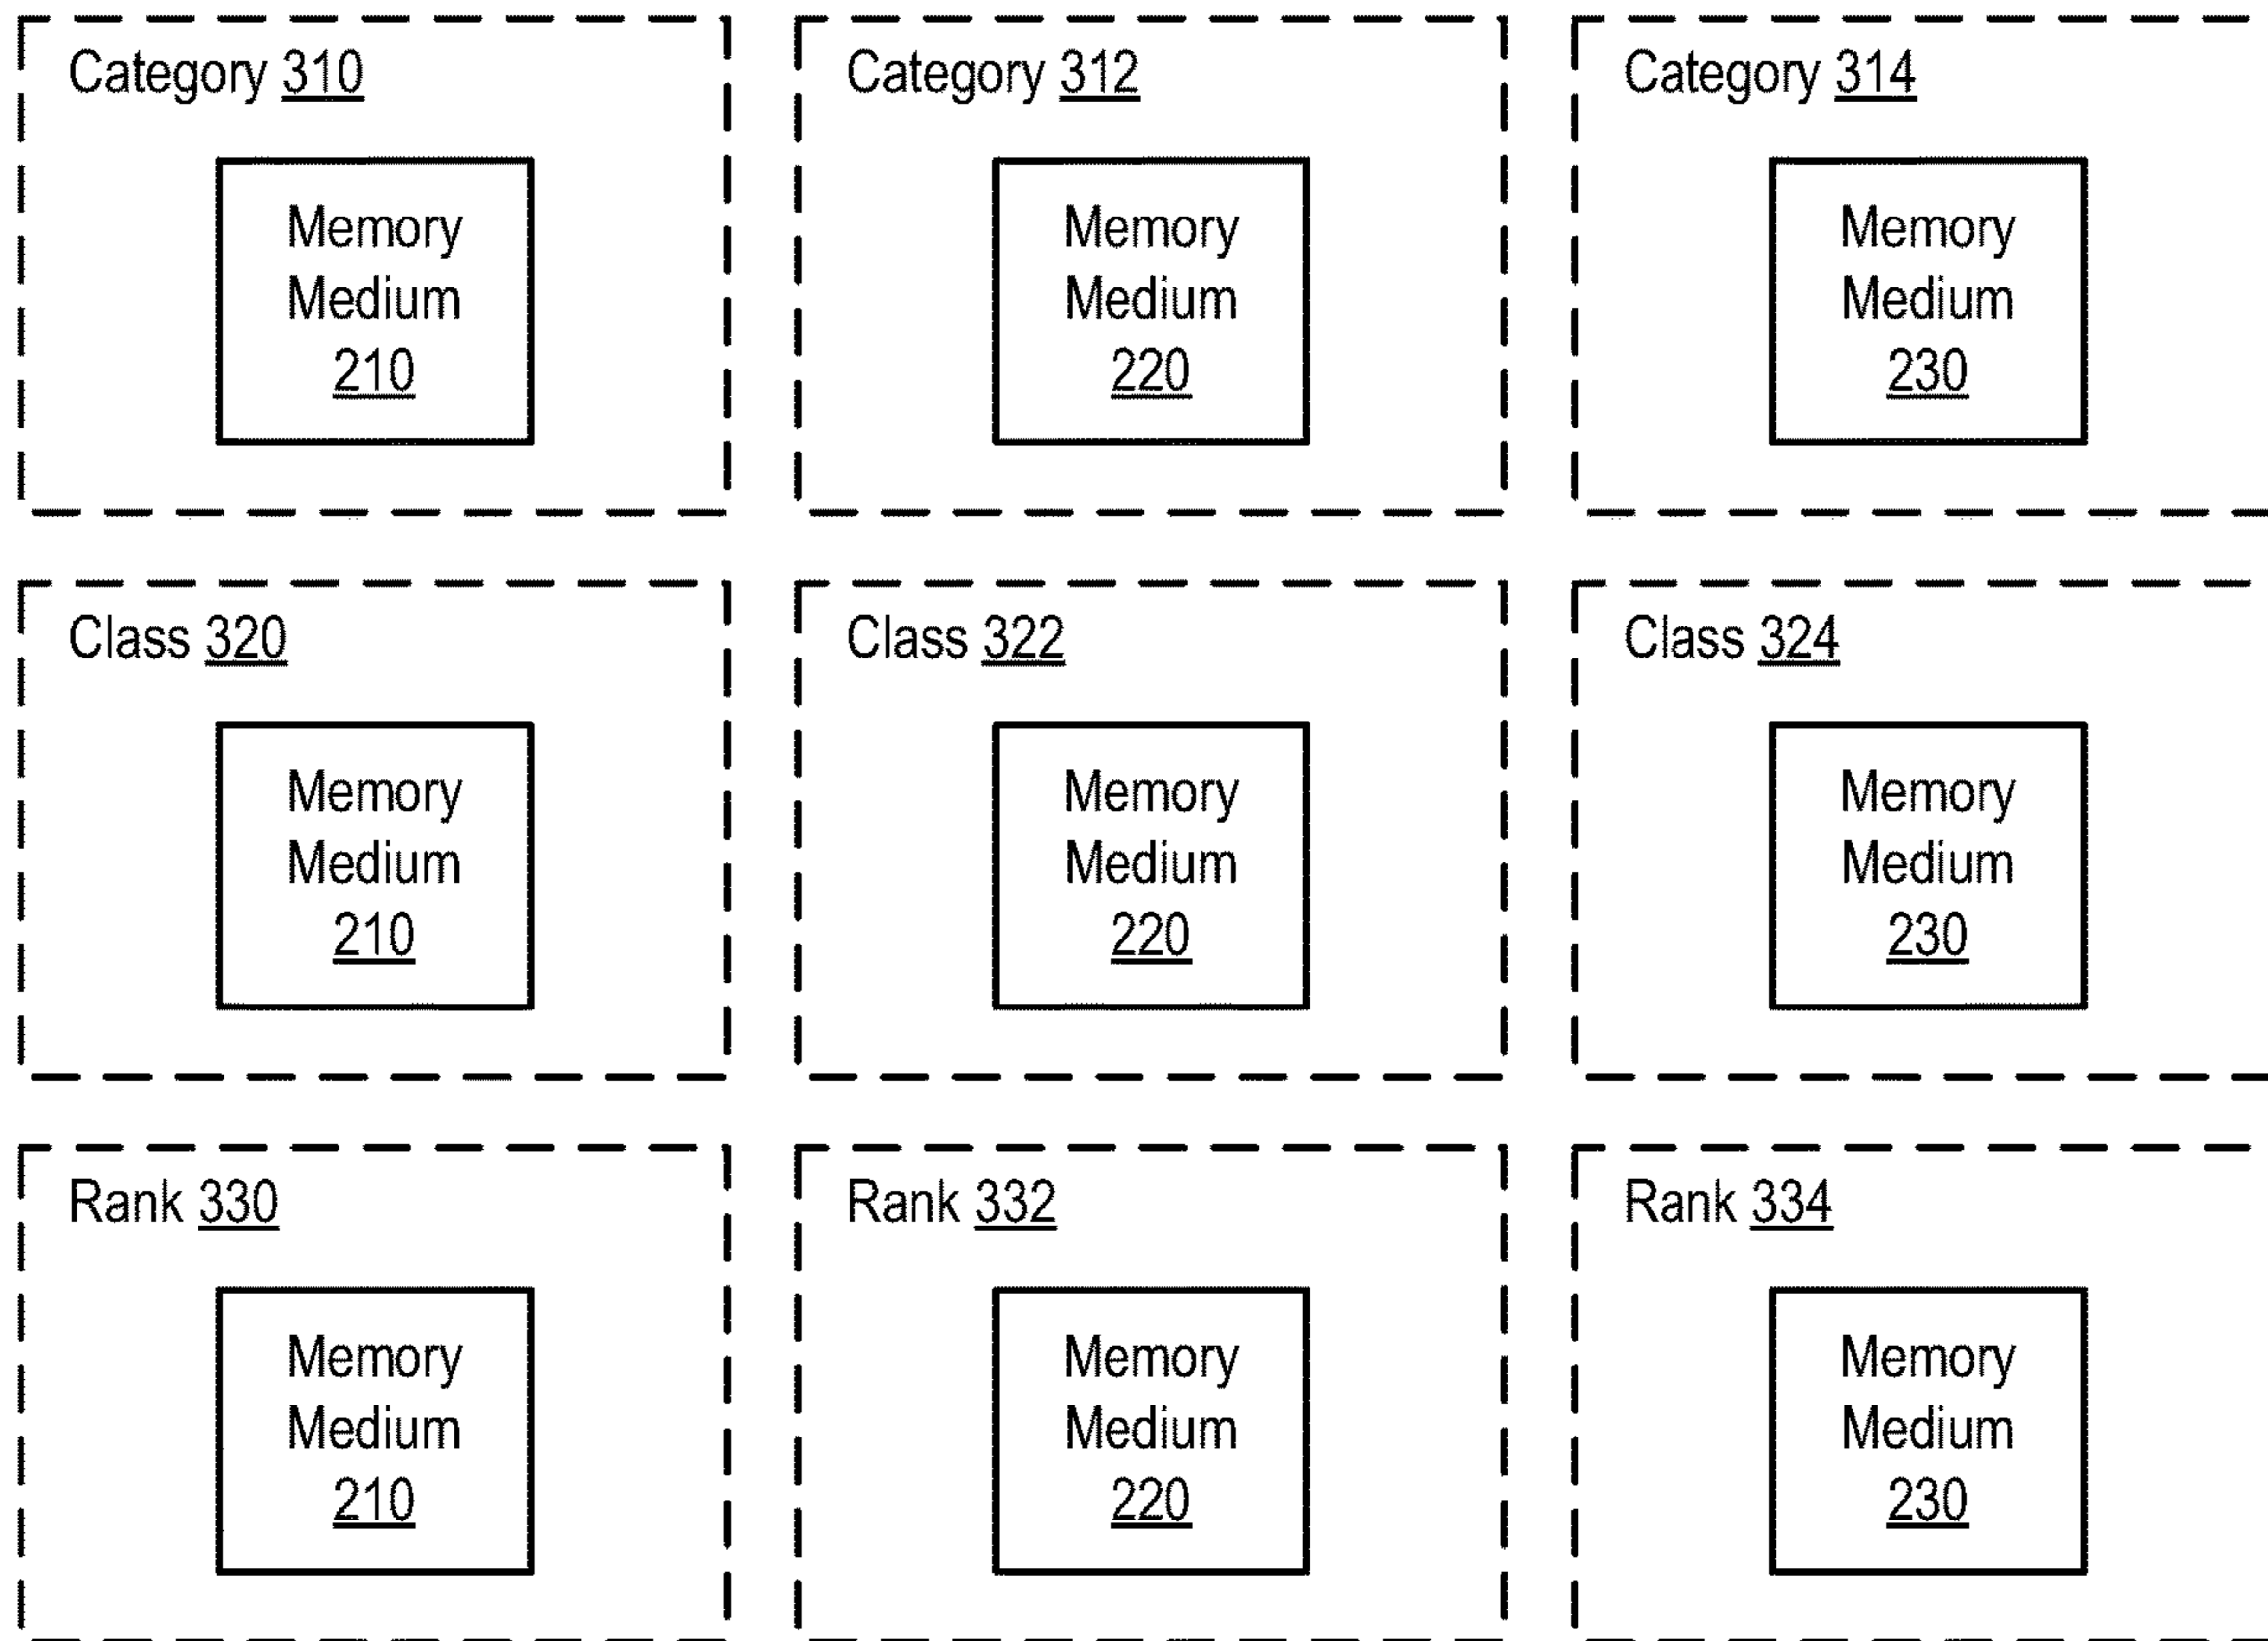 Category 310
Memory
Medium
210
Category 312
Memory
Medium
220
Category 314
Memory
Medium
230
Class 320
Memory
Medium
210
Class 322
Memory
Medium
220
Class 324
Memory
Medium
230
Rank 330
Memory
Medium
210
Rank 332
Memory
Medium
220
Rank 334
Memory
Medium
230